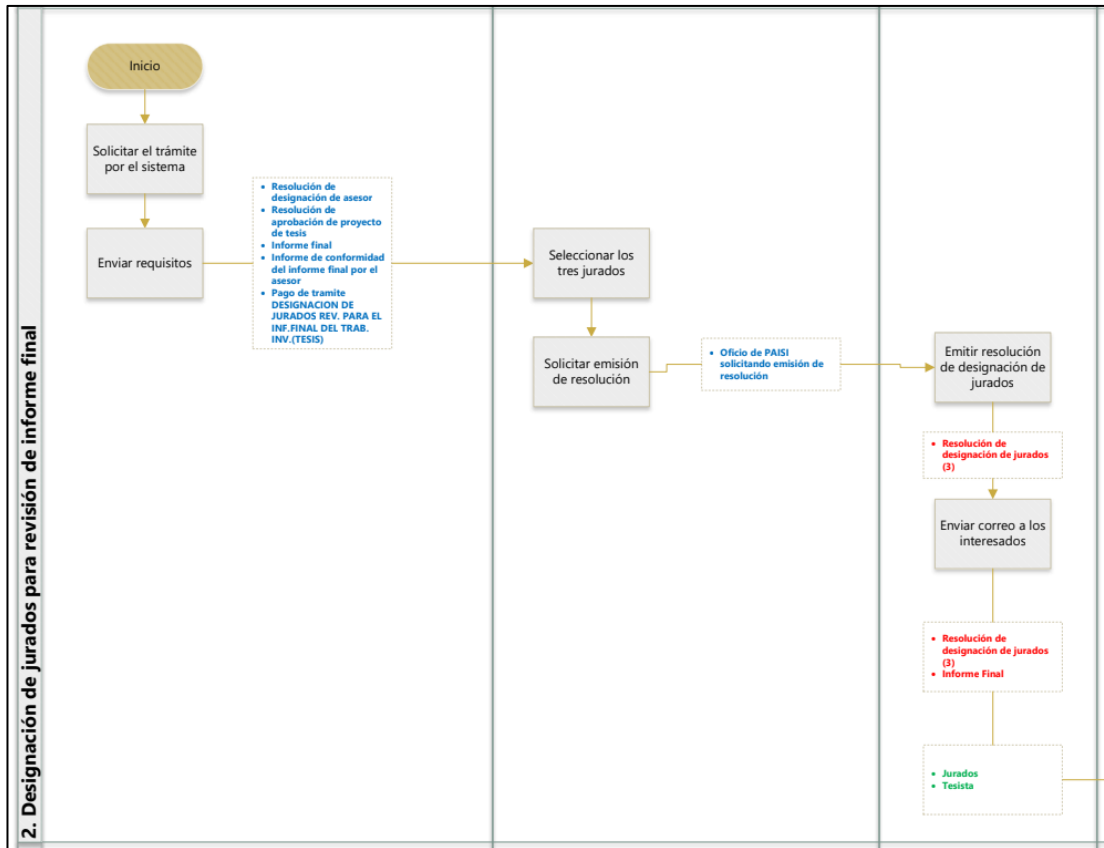 2. Designación de jurados para revisión de informe final
Inicio
Solicitar el trámite
por el sistema
Enviar requisitos
• Resolución de
designación de asesor
• Resolución de
aprobación de proyecto
de tesis
• Informe final
• Informe de conformidad
del informe final por el
asesor
• Pago de tramite
DESIGNACION DE
JURADOS REV. PARA EL
INF.FINAL DEL TRAB.
INV.(TESIS)
Seleccionar los
tres jurados
Solicitar emisión
de resolución
• Oficio de PAISI
solicitando emisión de
resolución
Emitir resolución
de designación de
jurados
• Resolución de
designación de jurados
(3)
Enviar correo a los
interesados
• Resolución de
designación de jurados
(3)
• Informe Final
• Jurados
• Tesista